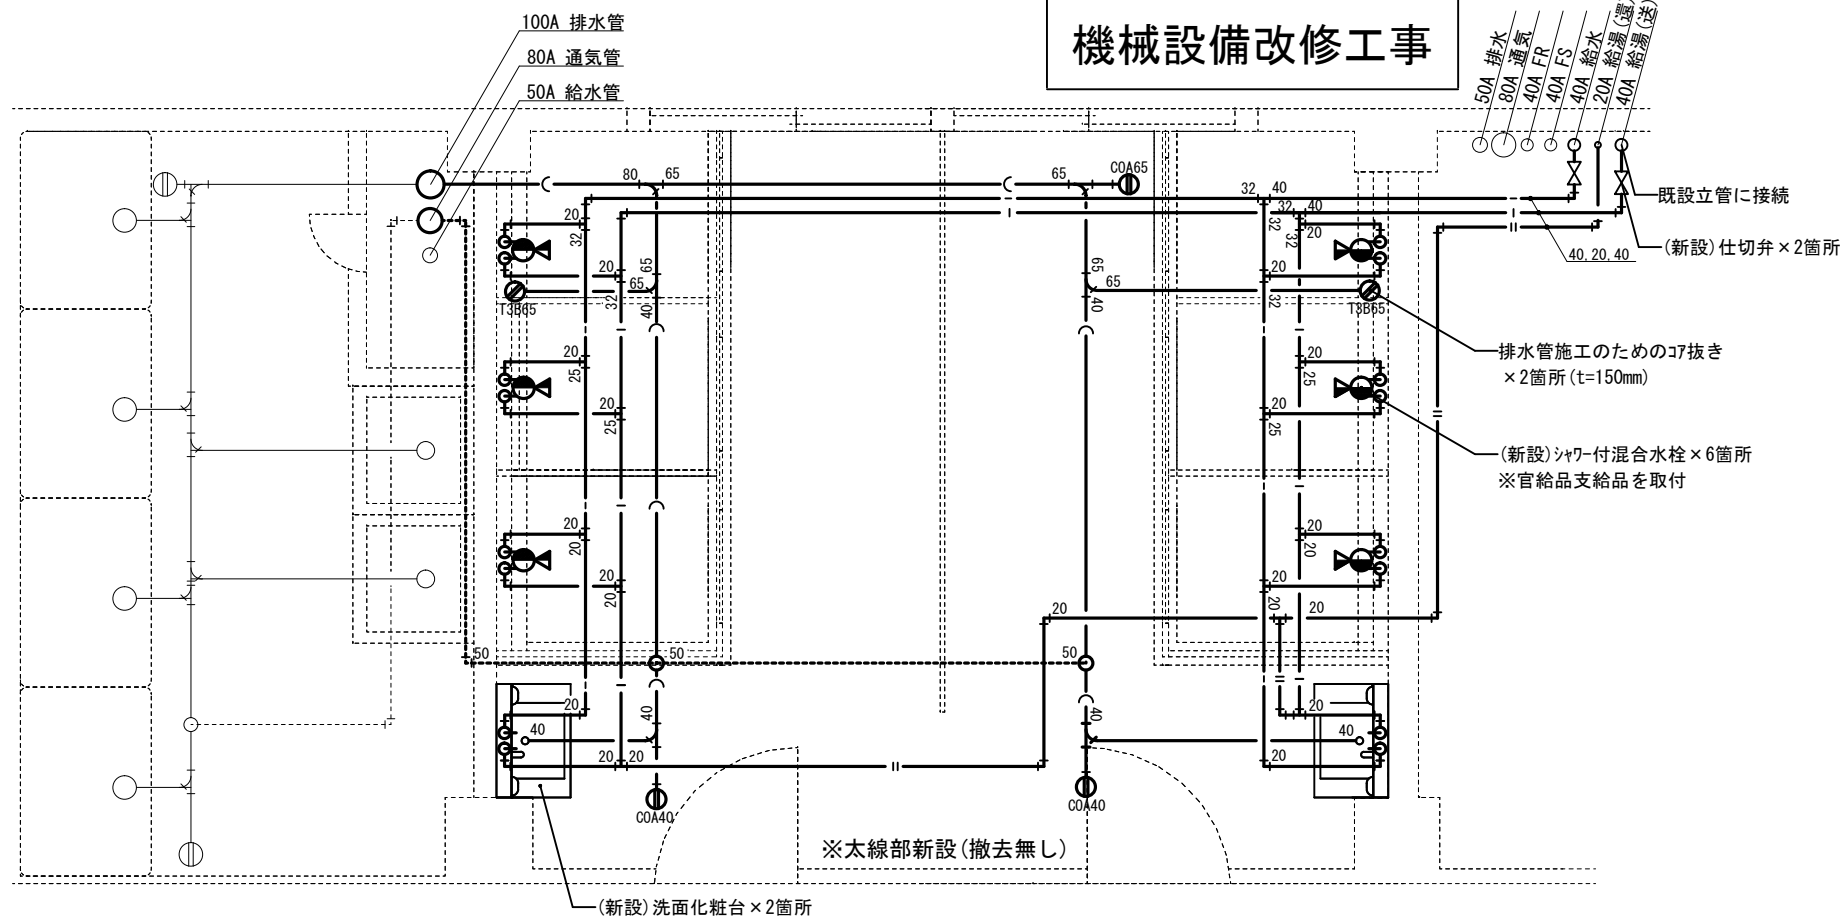 機械設備改修工事
100A 排水管
80A 通気管
50A 給水管
50A 排水
80A 通気
40A FR
40A FS
40A 給水
20A 給湯(還)
40A 給湯(送)
既設立管に接続
(新設)仕切弁×2箇所
40,20,40
80
65
65
COA65
32
40
32
40
20
32
20
32
65
65
40
T3B65
65
65
40
32
32
20
20
32
T3B65
排水管施工のためのコア抜き
×2箇所(t=150mm)
20
25
20
25
20
25
20
25
(新設)シャワー付混合水栓×6箇所
※官給品支給品を取付
20
20
20
20
20
20
20
20
20
20
50
50
50
20
40
40
20
20
40
20
40
20
COA40
COA40
※太線部新設(撤去無し)
(新設)洗面化粧台×2箇所